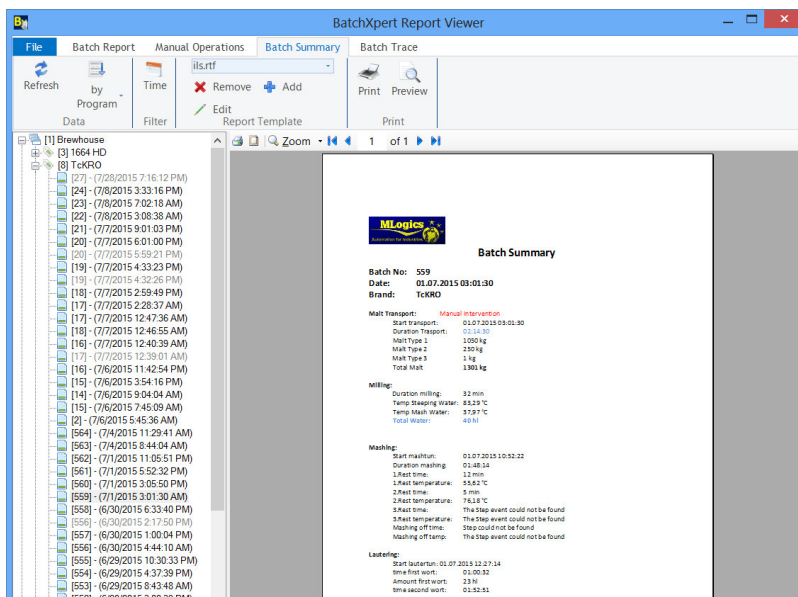 BatchXpert Report Viewer
File Batch Report Manual Operations Batch Summary Batch Trace
Refresh
by Program
Data
Time
Filter
ils.rtf
Remove Add
Edit
Report Template
Print Preview
Print
[1] Brewhouse
[3] 1664 HD
[8] TcKRO
[27] - (7/28/2015 7:16:12 PM)
[24] - (7/8/2015 3:33:16 PM)
[23] - (7/8/2015 7:02:18 AM)
[22] - (7/8/2015 3:08:38 AM)
[21] - (7/7/2015 9:01:03 PM)
[20] - (7/7/2015 6:01:00 PM)
[20] - (7/7/2015 5:59:21 PM)
[19] - (7/7/2015 4:33:23 PM)
[19] - (7/7/2015 4:32:26 PM)
[18] - (7/7/2015 2:59:49 PM)
[17] - (7/7/2015 2:28:37 AM)
[17] - (7/7/2015 12:47:36 AM)
[18] - (7/7/2015 12:46:55 AM)
[16] - (7/7/2015 12:40:39 AM)
[17] - (7/7/2015 12:39:01 AM)
[16] - (7/6/2015 11:42:54 PM)
[15] - (7/6/2015 3:54:16 PM)
[14] - (7/6/2015 9:04:04 AM)
[15] - (7/6/2015 7:45:09 AM)
[2] - (7/6/2015 5:45:36 AM)
[564] - (7/4/2015 11:29:41 AM)
[563] - (7/4/2015 8:44:04 AM)
[562] - (7/1/2015 11:05:51 PM)
[561] - (7/1/2015 5:52:32 PM)
[560] - (7/1/2015 3:05:50 PM)
[559] - (7/1/2015 3:01:30 AM)
[558] - (6/30/2015 6:33:40 PM)
[556] - (6/30/2015 2:17:50 PM)
[557] - (6/30/2015 1:00:04 PM)
[556] - (6/30/2015 4:44:10 AM)
[555] - (6/29/2015 10:30:33 PM)
[554] - (6/29/2015 4:37:39 PM)
[553] - (6/29/2015 8:43:48 AM)
Zoom 1 of 1
MLogics
Automation for Industries
Batch Summary
Batch No: 559
Date: 01.07.2015 03:01:30
Brand: TcKRO
Malt Transport: Manual intervention
Start transport: 01.07.2015 03:01:30
Duration Trasport: 02:14:30
Malt Type 1 1050 kg
Malt Type 2 250 kg
Malt Type 3 1 kg
Total Malt 1301 kg
Milling:
Duration milling: 32 min
Temp Steeping Water: 83,29 °C
Temp Mash Water: 37,97 °C
Total Water: 40 hl
Mashing:
Start mashtun: 01.07.2015 10:52:22
Duration mashing 01:48:14
1.Rest time: 12 min
1.Rest temperature: 55,62 °C
2.Rest time: 5 min
2.Rest temperature: 76,18 °C
3.Rest time: The Step event could not be found
3.Rest temperature: The Step event could not be found
Mashing off time: Step could not be found
Mashing off temp: The Step event could not be found
Lautering:
Start lautertun: 01.07.2015 12:27:14
time first wort: 01:00:32
Amount first wort: 23 hl
time second wort: 01:52:51